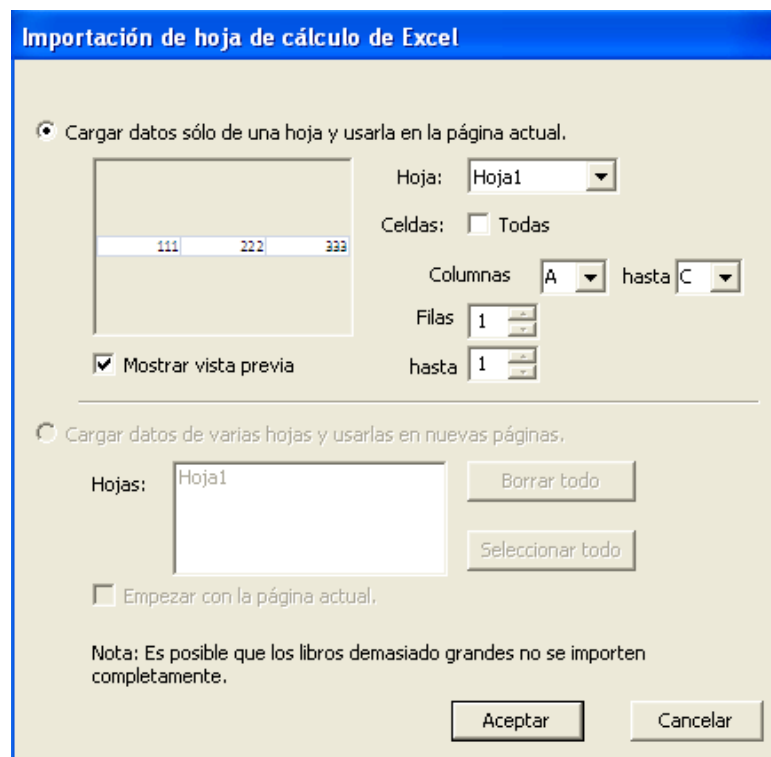 Importación de hoja de cálculo de Excel
Cargar datos sólo de una hoja y usarla en la página actual.
Hoja: Hoja1
Celdas: Todas
111 222 333
Columnas A hasta C
Filas 1
Mostrar vista previa
hasta 1
Cargar datos de varias hojas y usarlas en nuevas páginas.
Hojas: Hoja1
Borrar todo
Seleccionar todo
Empezar con la página actual.
Nota: Es posible que los libros demasiado grandes no se importen
completamente.
Aceptar Cancelar